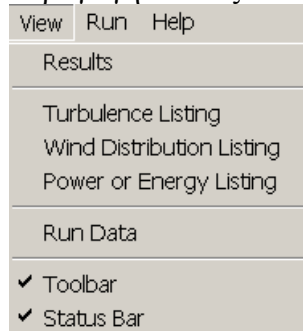 View Run Help
Results
Turbulence Listing
Wind Distribution Listing
Power or Energy Listing
Run Data
Toolbar
Status Bar